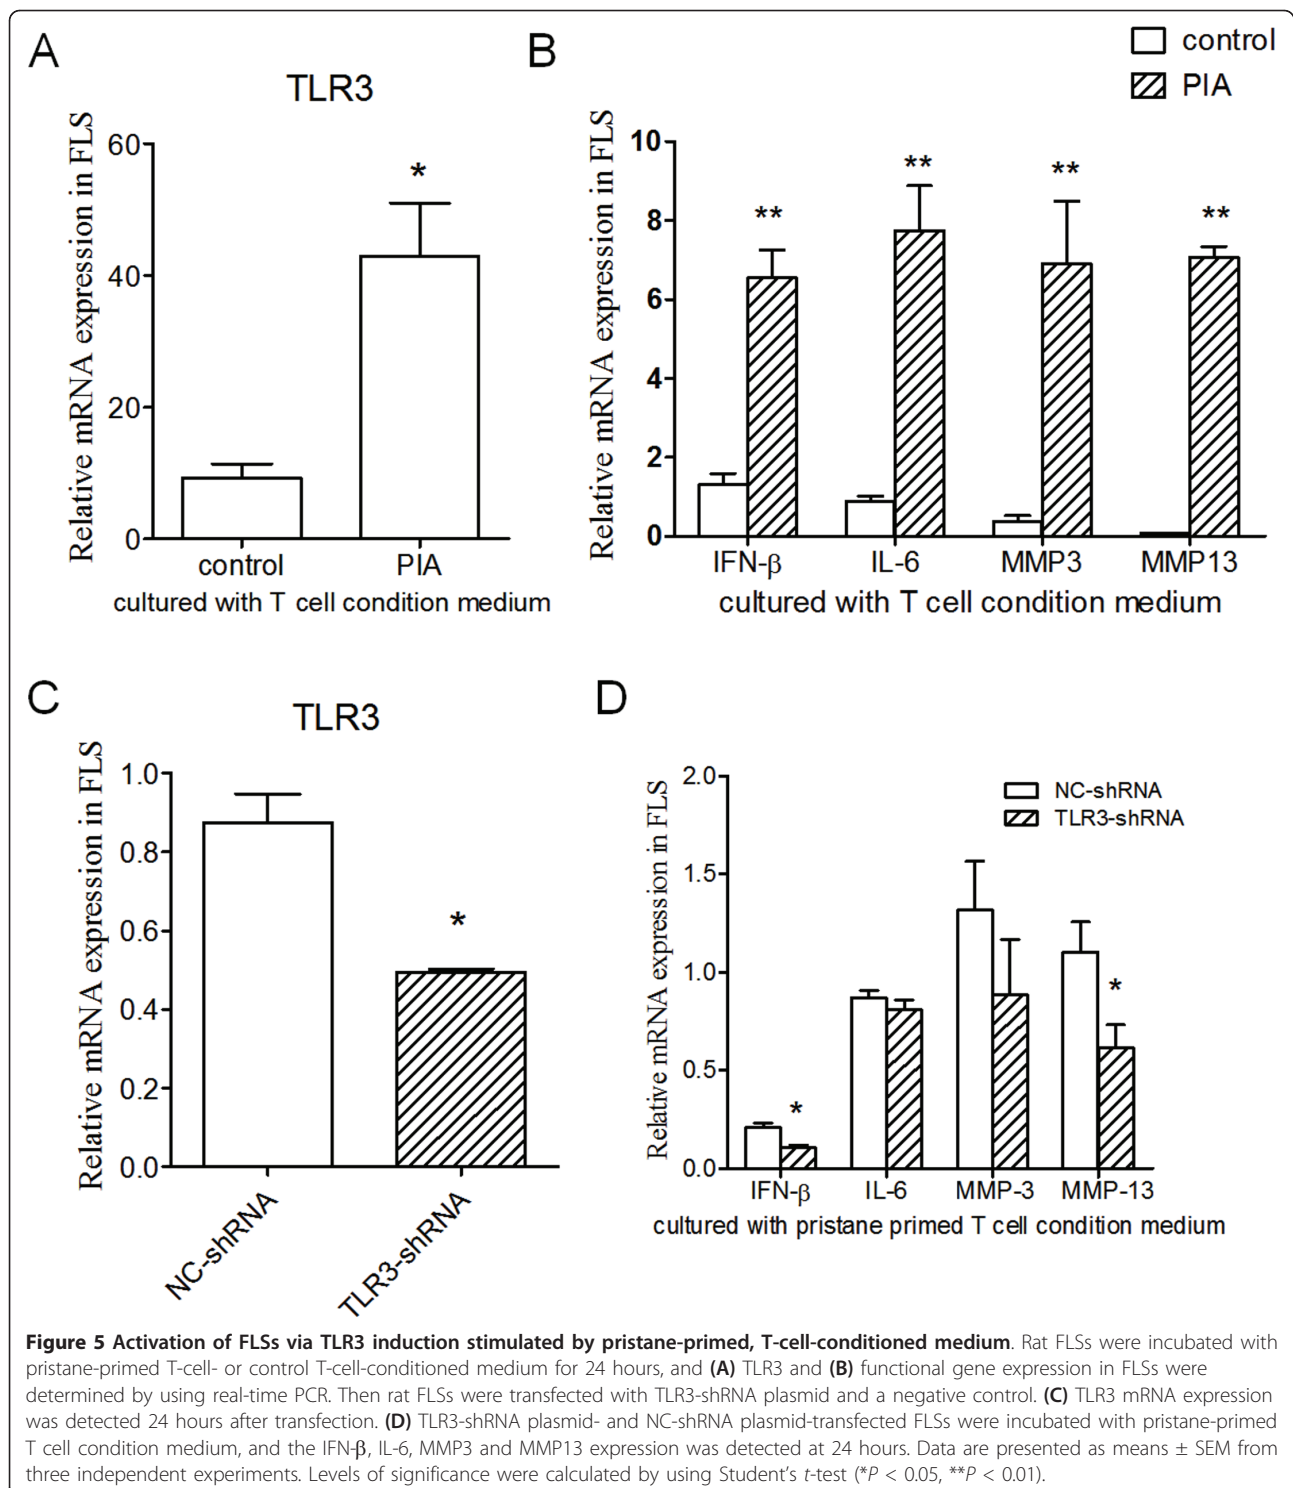 A
TLR3
Relative mRNA expression in FLS
60
40
20
0
*
control PIA
cultured with T cell condition medium
B
control
PIA
Relative mRNA expression in FLS
10
8
6
4
2
0
** ** ** **
IFN-β IL-6 MMP3 MMP13
cultured with T cell condition medium
C
TLR3
Relative mRNA expression in FLS
1.0
0.8
0.6
0.4
0.2
0.0
*
NC-shRNA TLR3-shRNA
D
NC-shRNA
TLR3-shRNA
Relative mRNA expression in FLS
2.0
1.5
1.0
0.5
0.0
* *
IFN-β IL-6 MMP-3 MMP-13
cultured with pristane primed T cell condition medium
Figure 5 Activation of FLSs via TLR3 induction stimulated by pristane-primed, T-cell-conditioned medium. Rat FLSs were incubated with
pristane-primed T-cell- or control T-cell-conditioned medium for 24 hours, and (A) TLR3 and (B) functional gene expression in FLSs were
determined by using real-time PCR. Then rat FLSs were transfected with TLR3-shRNA plasmid and a negative control. (C) TLR3 mRNA expression
was detected 24 hours after transfection. (D) TLR3-shRNA plasmid- and NC-shRNA plasmid-transfected FLSs were incubated with pristane-primed
T cell condition medium, and the IFN-β, IL-6, MMP3 and MMP13 expression was detected at 24 hours. Data are presented as means ± SEM from
three independent experiments. Levels of significance were calculated by using Student's t-test (*P < 0.05, **P < 0.01).